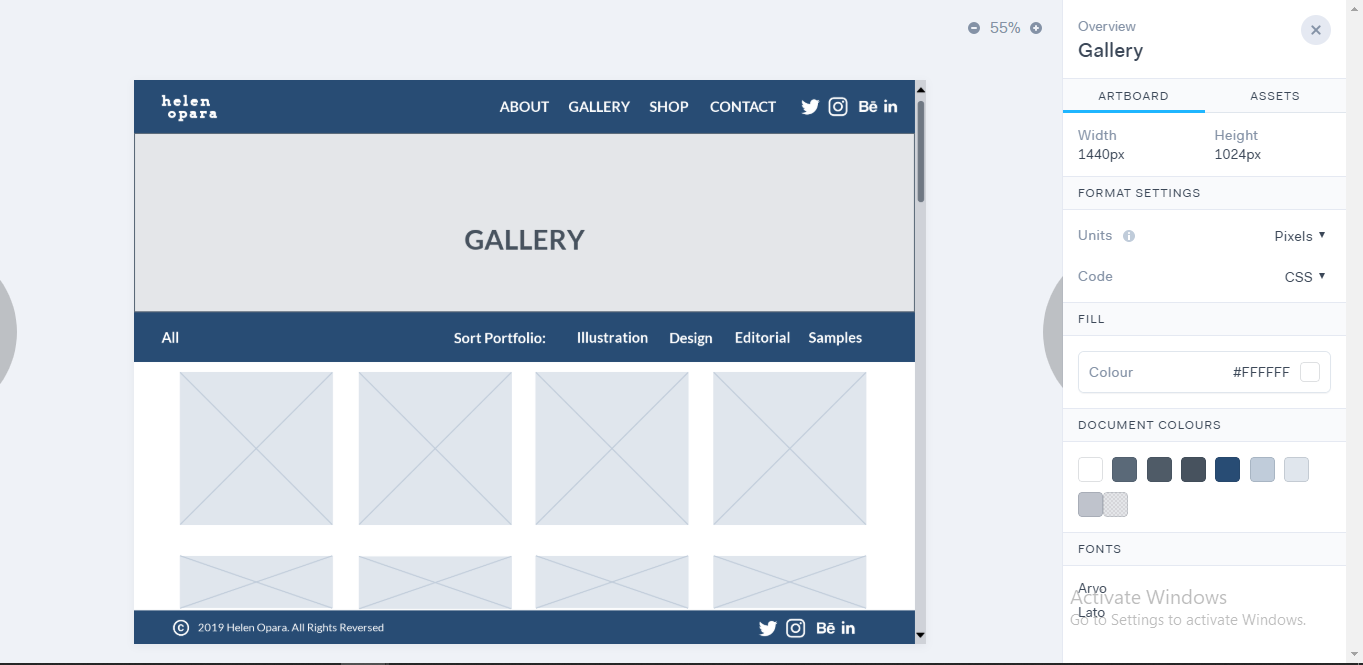 55%
helen
opara
ABOUT GALLERY SHOP CONTACT Bē in
GALLERY
All Sort Portfolio: Illustration Design Editorial Samples
© 2019 Helen Opara. All Rights Reversed Bē in
Overview
Gallery
ARTBOARD ASSETS
Width Height
1440px 1024px
FORMAT SETTINGS
Units Pixels
Code CSS
FILL
Colour #FFFFFF
DOCUMENT COLOURS
FONTS
Arvo
Activate Windows
Lato
Go to Settings to activate Windows.